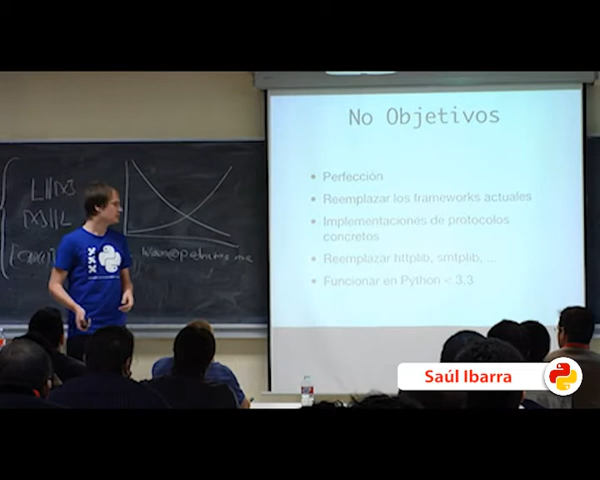 No Objetivos
• Perfección
• Reemplazar los frameworks actuales
• Implementaciones de protocolos
concretos
• Reemplazar httplib, smtplib, ...
• Funcionar en Python < 3.3
Saúl Ibarra